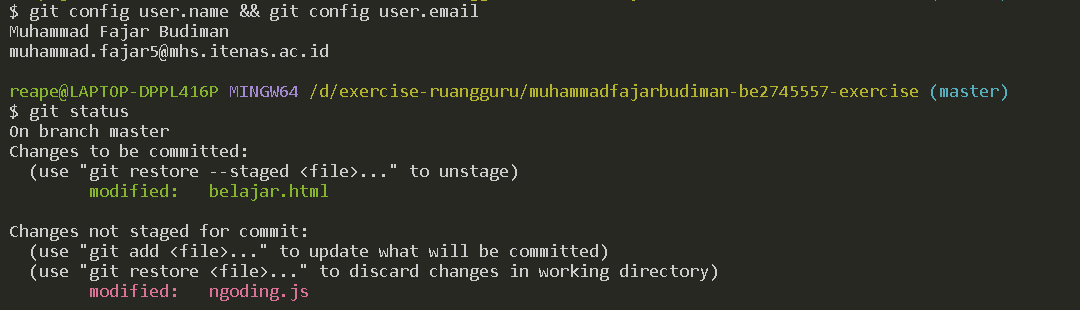 $ git config user.name && git config user.email
Muhammad Fajar Budiman
muhammad.fajar5@mhs.itenas.ac.id
reape@LAPTOP-DPPL416P MINGW64 /d/exercise-ruangguru/muhammadfajarbudiman-be2745557-exercise (master)
$ git status
On branch master
Changes to be committed:
  (use "git restore --staged <file>..." to unstage)
        modified:   belajar.html
Changes not staged for commit:
  (use "git add <file>..." to update what will be committed)
  (use "git restore <file>..." to discard changes in working directory)
        modified:   ngoding.js